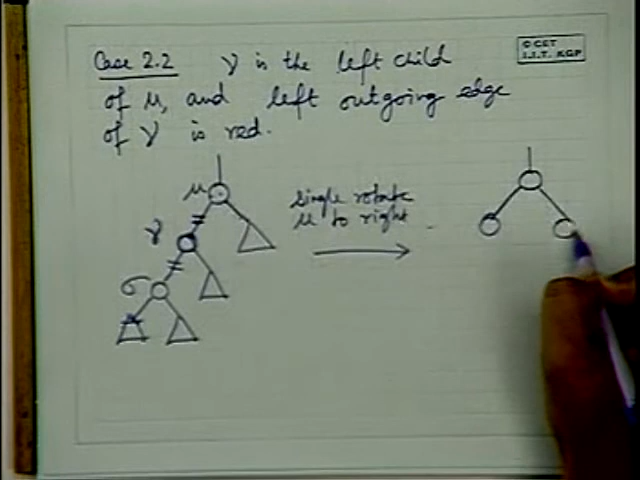 Case 2.2 γ is the left child
© CET
I.I.T. KGP
of μ, and left outgoing edge
of γ is red.
μ
single rotate
μ to right.
γ
σ